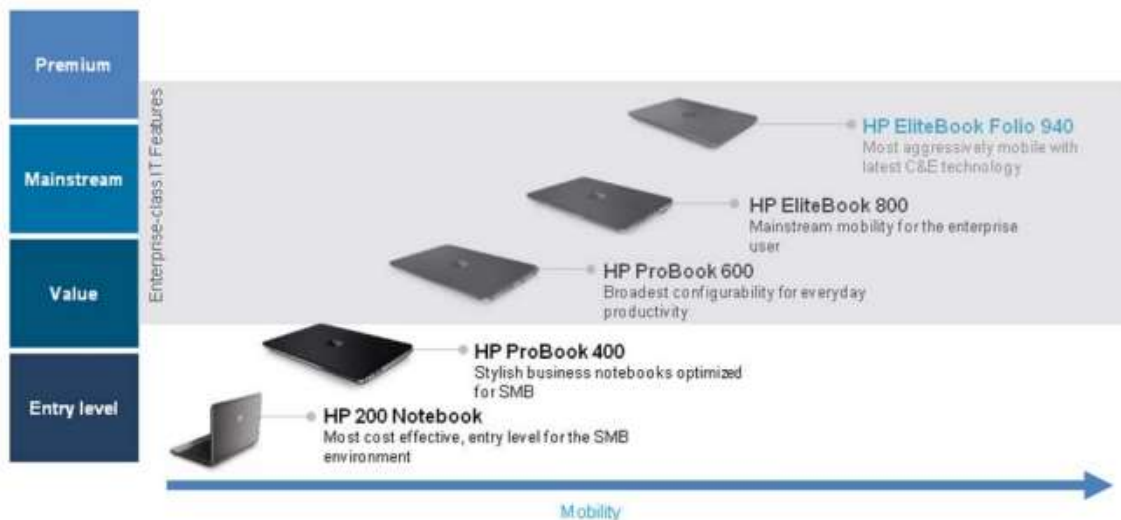 Premium
Mainstream
Value
Entry level
Enterprise-class IT Features
HP EliteBook Folio 940
Most aggressively mobile with
latest C&E technology
HP EliteBook 800
Mainstream mobility for the enterprise
user
HP ProBook 600
Broadest configurability for everyday
productivity
HP ProBook 400
Stylish business notebooks optimized
for SMB
HP 200 Notebook
Most cost effective, entry level for the SMB
environment
Mobility